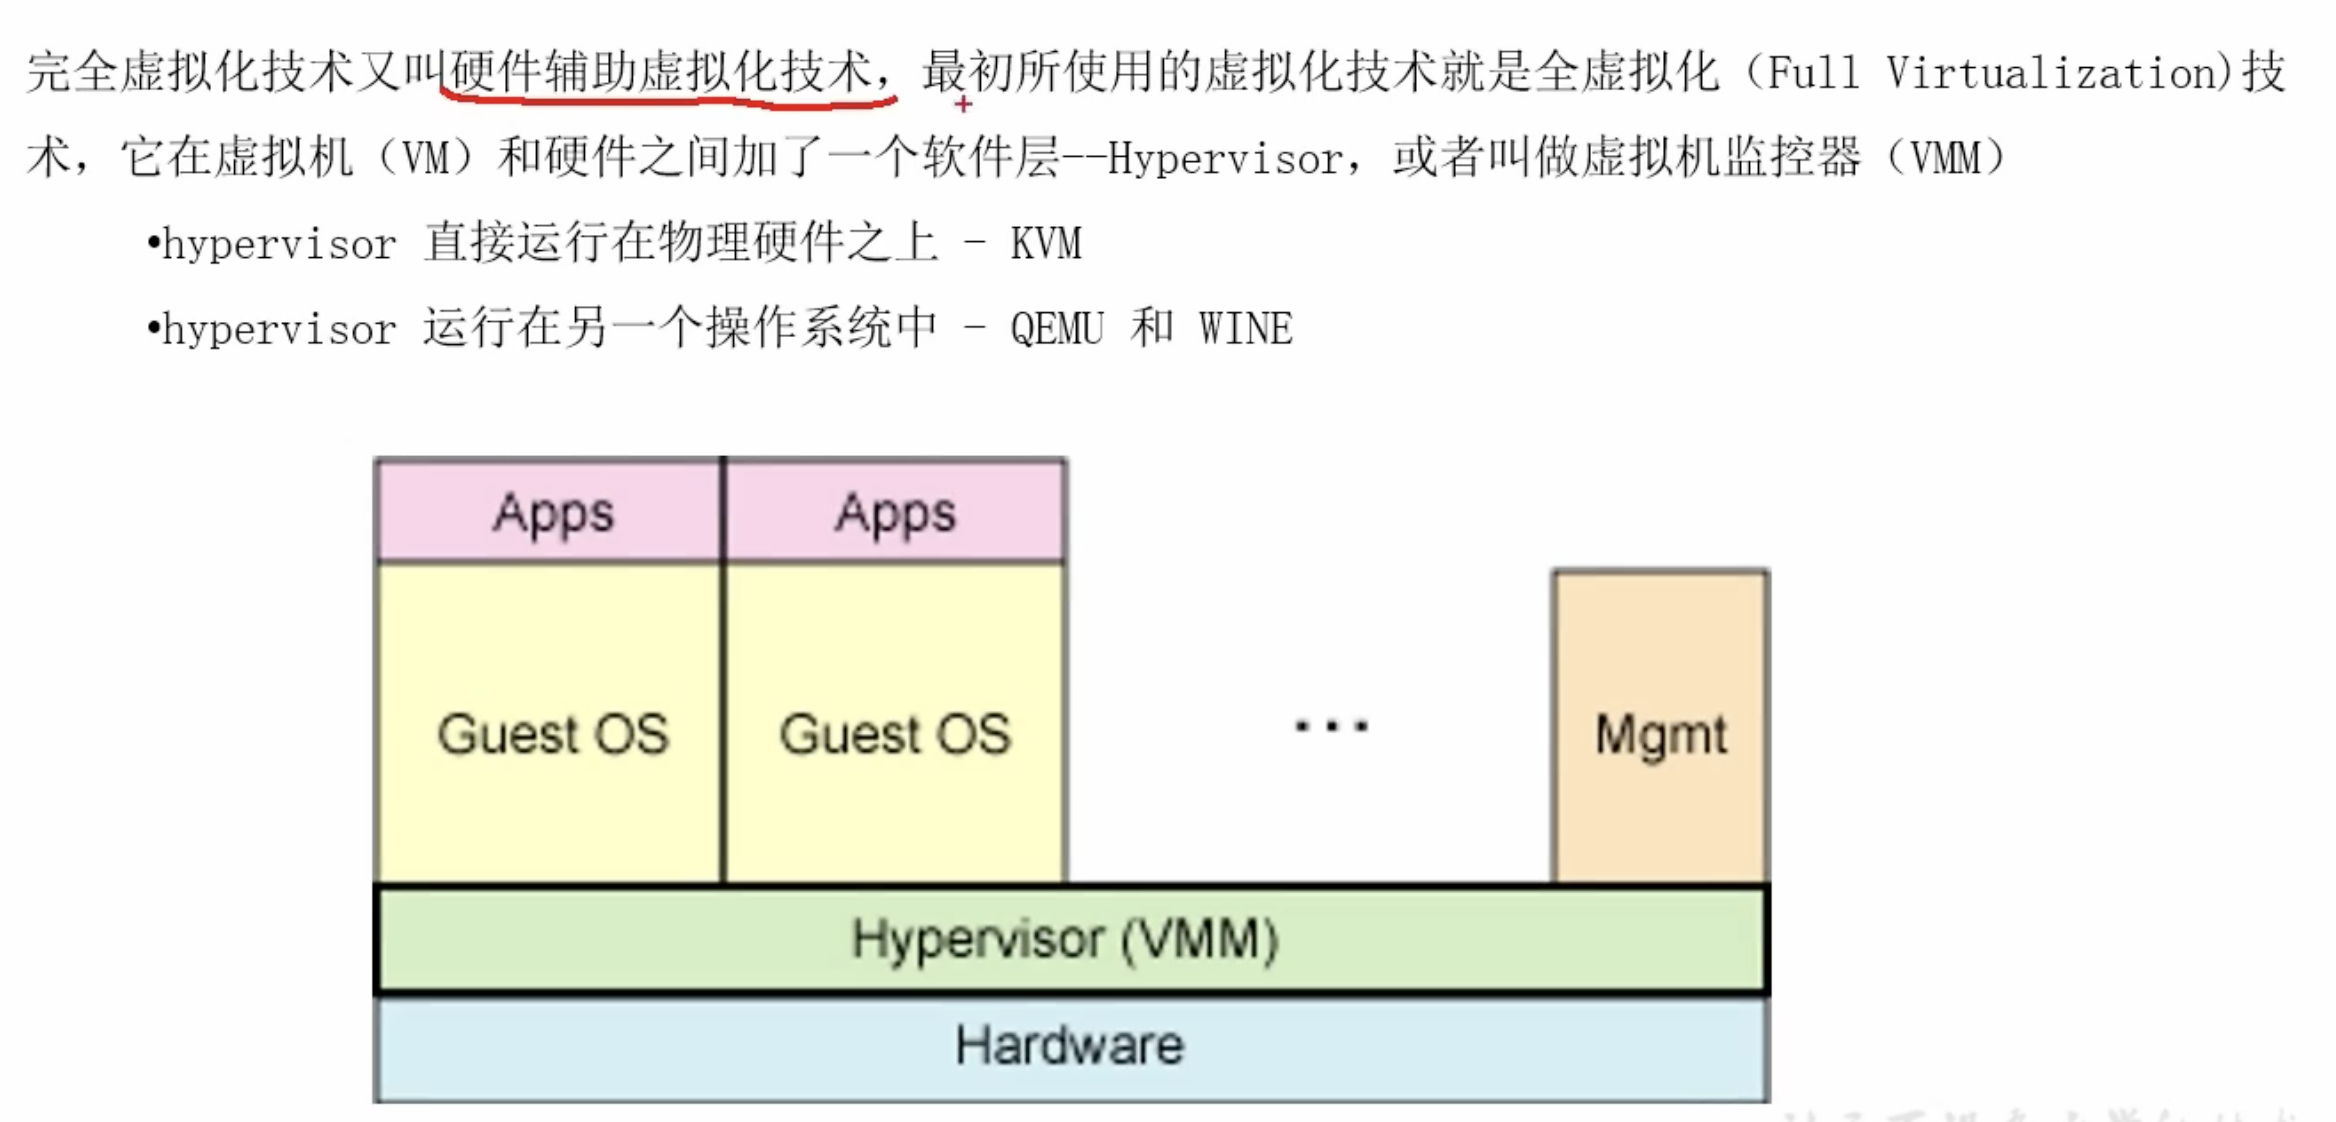 完全虚拟化技术又叫硬件辅助虚拟化技术，最初所使用的虚拟化技术就是全虚拟化（Full Virtualization)技
术，它在虚拟机（VM）和硬件之间加了一个软件层--Hypervisor，或者叫做虚拟机监控器（VMM）
•hypervisor 直接运行在物理硬件之上 - KVM
•hypervisor 运行在另一个操作系统中 - QEMU 和 WINE
Apps Apps
Guest OS Guest OS ... Mgmt
Hypervisor (VMM)
Hardware